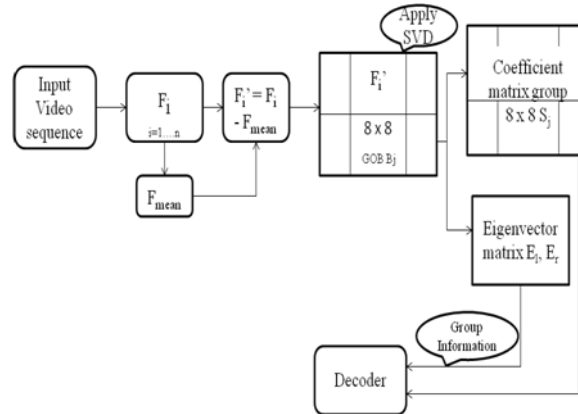 Apply
SVD
Input
Video
sequence
Fi
i=1....n
Fi' = Fi
- Fmean
Fmean
Fi'
8 x 8
GOB Bj
Coefficient
matrix group
8 x 8 Sj
Eigenvector
matrix El, Er
Group
Information
Decoder